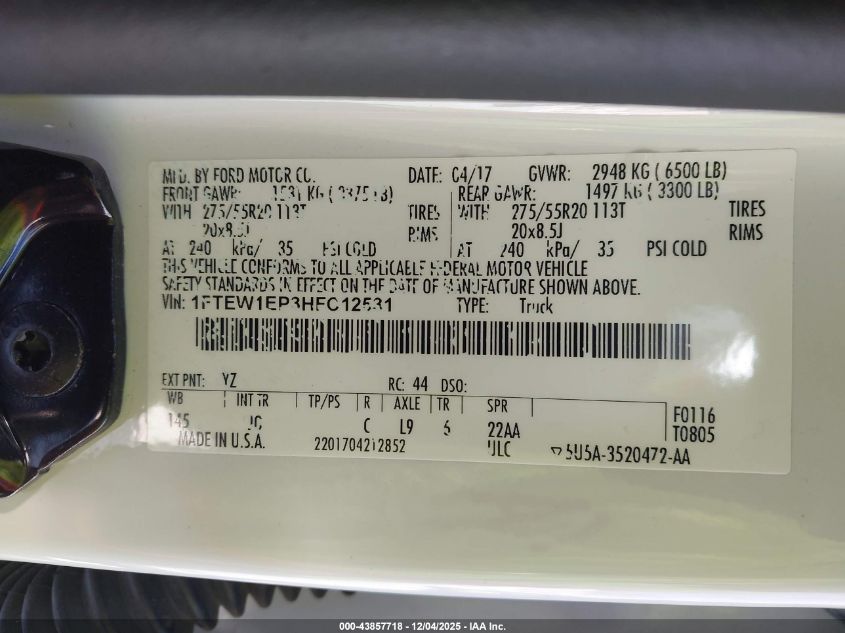 MFD. BY FORD MOTOR CO. DATE: 04/17 GVWR: 2948 KG ( 6500 LB)
FRONT GAWR: KG ( REAR GAWR: 1497 KG ( 3300 LB)
WITH 275/55R20 113T TIRES WITH 275/55R20 113T TIRES
20x8.5J RIMS 20x8.5J RIMS
AT 240 kPa/ 35 PSI COLD AT 240 kPa/ 35 PSI COLD
THIS VEHICLE CONFORMS TO ALL APPLICABLE FEDERAL MOTOR VEHICLE
SAFETY STANDARDS IN EFFECT ON THE DATE OF MANUFACTURE SHOWN ABOVE.
VIN: 1FTEW1EP3HFC12531 TYPE: Truck
EXT PNT: YZ RC: 44 DSO:
WB INT TR TP/PS R AXLE TR SPR F0116
145 C L9 6 22AA T0805
MADE IN U.S.A. 2201704212852 ULC 5U5A-3520472-AA
000-43857718 - 12/04/2025 - IAA Inc.